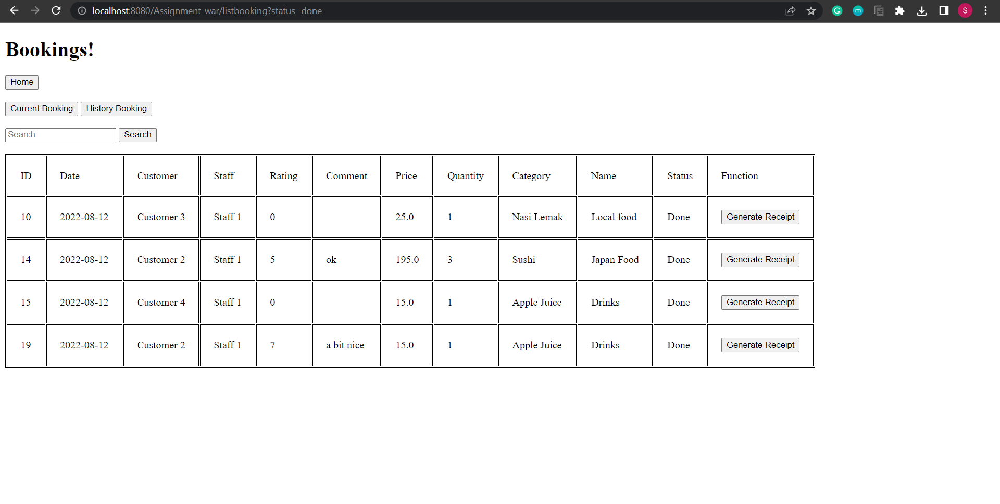 localhost:8080/Assignment-war/listbooking?status=done
G
m
S
Bookings!
Home
Current Booking History Booking
Search Search
ID Date Customer Staff Rating Comment Price Quantity Category Name Status Function
10 2022-08-12 Customer 3 Staff 1 0 25.0 1 Nasi Lemak Local food Done Generate Receipt
14 2022-08-12 Customer 2 Staff 1 5 ok 195.0 3 Sushi Japan Food Done Generate Receipt
15 2022-08-12 Customer 4 Staff 1 0 15.0 1 Apple Juice Drinks Done Generate Receipt
19 2022-08-12 Customer 2 Staff 1 7 a bit nice 15.0 1 Apple Juice Drinks Done Generate Receipt